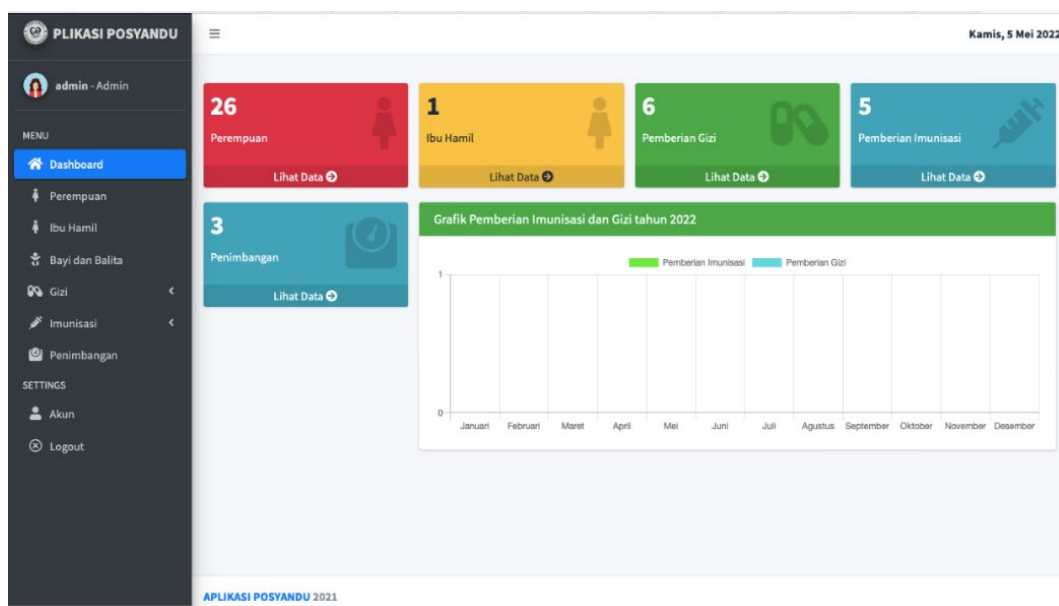 PLIKASI POSYANDU
Kamis, 5 Mei 2022
admin - Admin
MENU
Dashboard
Perempuan
Ibu Hamil
Bayi dan Balita
Gizi
Imunisasi
Penimbangan
SETTINGS
Akun
Logout
26
Perempuan
Lihat Data
1
Ibu Hamil
Lihat Data
6
Pemberian Gizi
Lihat Data
5
Pemberian Imunisasi
Lihat Data
3
Penimbangan
Lihat Data
Grafik Pemberian Imunisasi dan Gizi tahun 2022
Pemberian Imunisasi Pemberian Gizi
1
0
Januari Februari Maret April Mei Juni Juli Agustus September Oktober November Desember
APLIKASI POSYANDU 2021